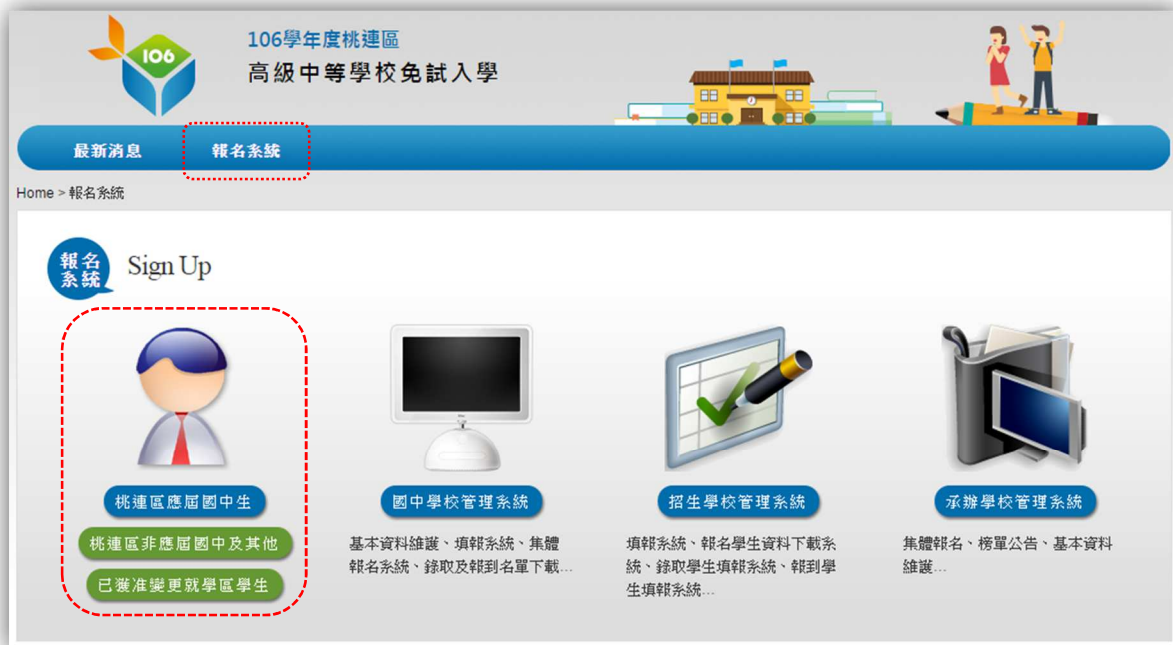 106
106學年度桃連區
高級中等學校免試入學
最新消息
報名系統
Home > 報名系統
報名
系統
Sign Up
桃連區應屆國中生
桃連區非應屆國中及其他
已獲准變更就學區學生
國中學校管理系統
基本資料維護、填報系統、集體
報名系統、錄取及報到名單下載...
招生學校管理系統
填報系統、報名學生資料下載系
統、錄取學生填報系統、報到學
生填報系統...
承辦學校管理系統
集體報名、榜單公告、基本資料
維護...